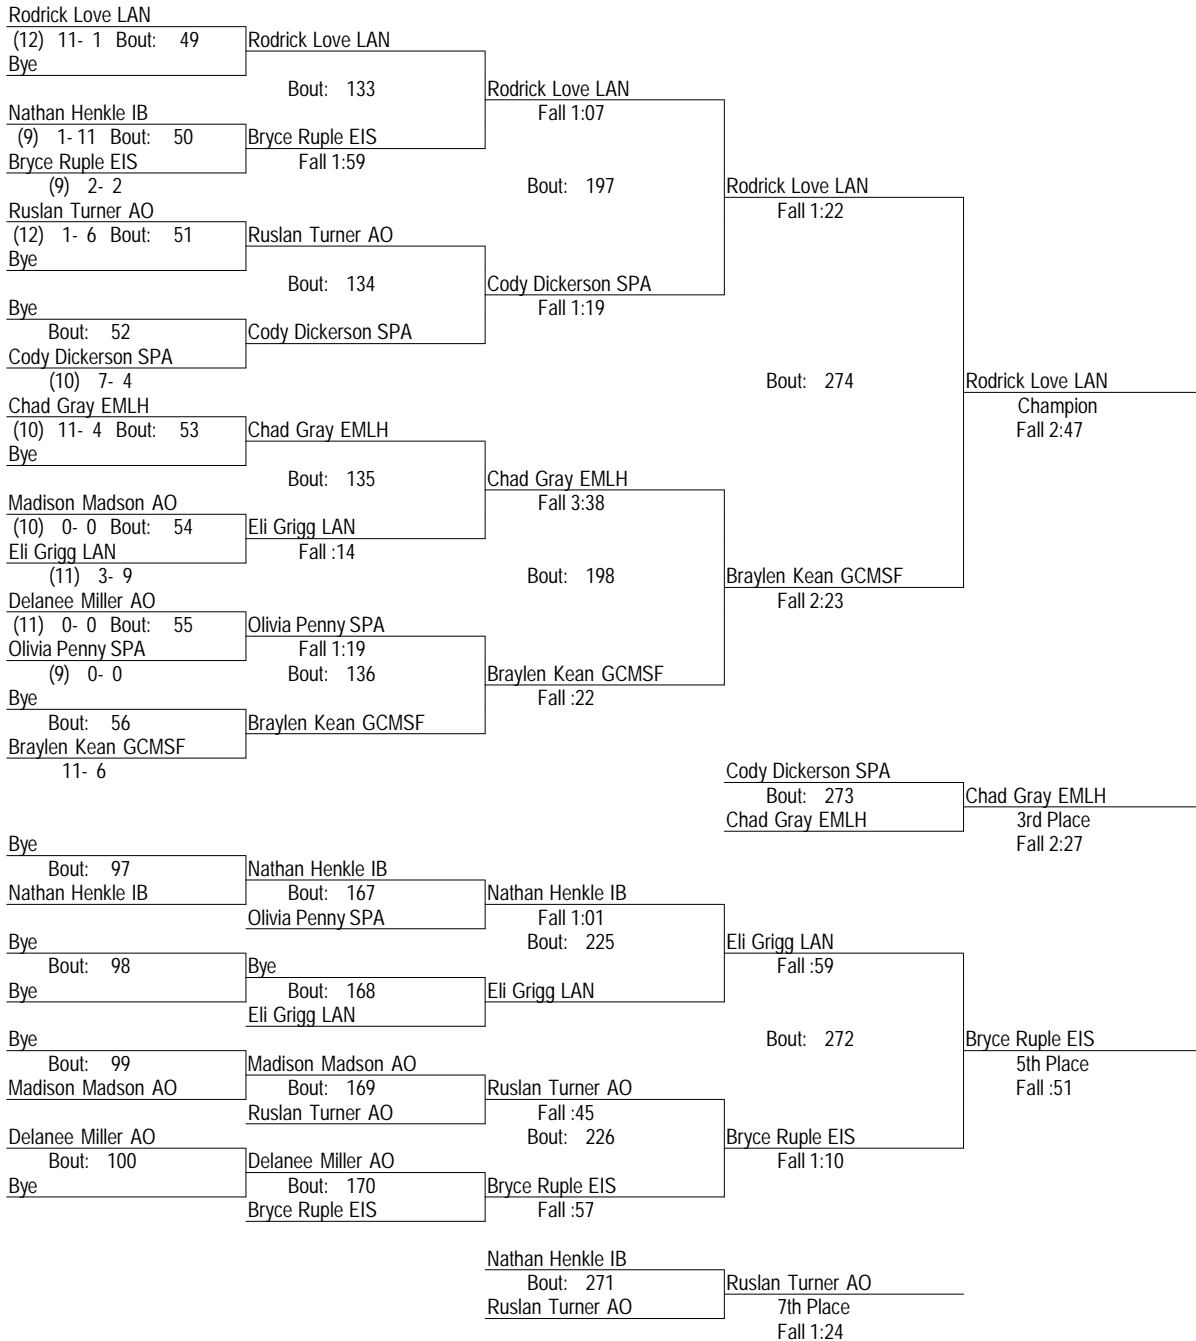 Rodrick Love LAN
(12) 11- 1 Bout: 49 Rodrick Love LAN
Bye
Bout: 133 Rodrick Love LAN
Nathan Henkle IB Fall 1:07
(9) 1- 11 Bout: 50 Bryce Ruple EIS
Bryce Ruple EIS Fall 1:59
(9) 2- 2 Bout: 197 Rodrick Love LAN
Ruslan Turner AO Fall 1:22
(12) 1- 6 Bout: 51 Ruslan Turner AO
Bye
Bout: 134 Cody Dickerson SPA
Bye Fall 1:19
Bout: 52 Cody Dickerson SPA
Cody Dickerson SPA
(10) 7- 4 Bout: 274 Rodrick Love LAN
Chad Gray EMLH Champion
(10) 11- 4 Bout: 53 Chad Gray EMLH Fall 2:47
Bye
Bout: 135 Chad Gray EMLH
Madison Madson AO Fall 3:38
(10) 0- 0 Bout: 54 Eli Grigg LAN
Eli Grigg LAN Fall :14
(11) 3- 9 Bout: 198 Braylen Kean GCMSF
Delanee Miller AO Fall 2:23
(11) 0- 0 Bout: 55 Olivia Penny SPA
Olivia Penny SPA Fall 1:19
(9) 0- 0 Bout: 136 Braylen Kean GCMSF
Bye Fall :22
Bout: 56 Braylen Kean GCMSF
Braylen Kean GCMSF
11- 6 Cody Dickerson SPA
Bout: 273 Chad Gray EMLH
Chad Gray EMLH 3rd Place
Bye Fall 2:27
Bout: 97 Nathan Henkle IB
Nathan Henkle IB Bout: 167 Nathan Henkle IB
Olivia Penny SPA Fall 1:01
Bye Bout: 225 Eli Grigg LAN
Bout: 98 Bye Fall :59
Bye Bout: 168 Eli Grigg LAN
Eli Grigg LAN
Bye Bout: 272 Bryce Ruple EIS
Bout: 99 Madison Madson AO 5th Place
Madison Madson AO Bout: 169 Ruslan Turner AO Fall :51
Ruslan Turner AO Fall :45
Delanee Miller AO Bout: 226 Bryce Ruple EIS
Bout: 100 Delanee Miller AO Fall 1:10
Bye Bout: 170 Bryce Ruple EIS
Bryce Ruple EIS Fall :57
Nathan Henkle IB
Bout: 271 Ruslan Turner AO
Ruslan Turner AO 7th Place
Fall 1:24